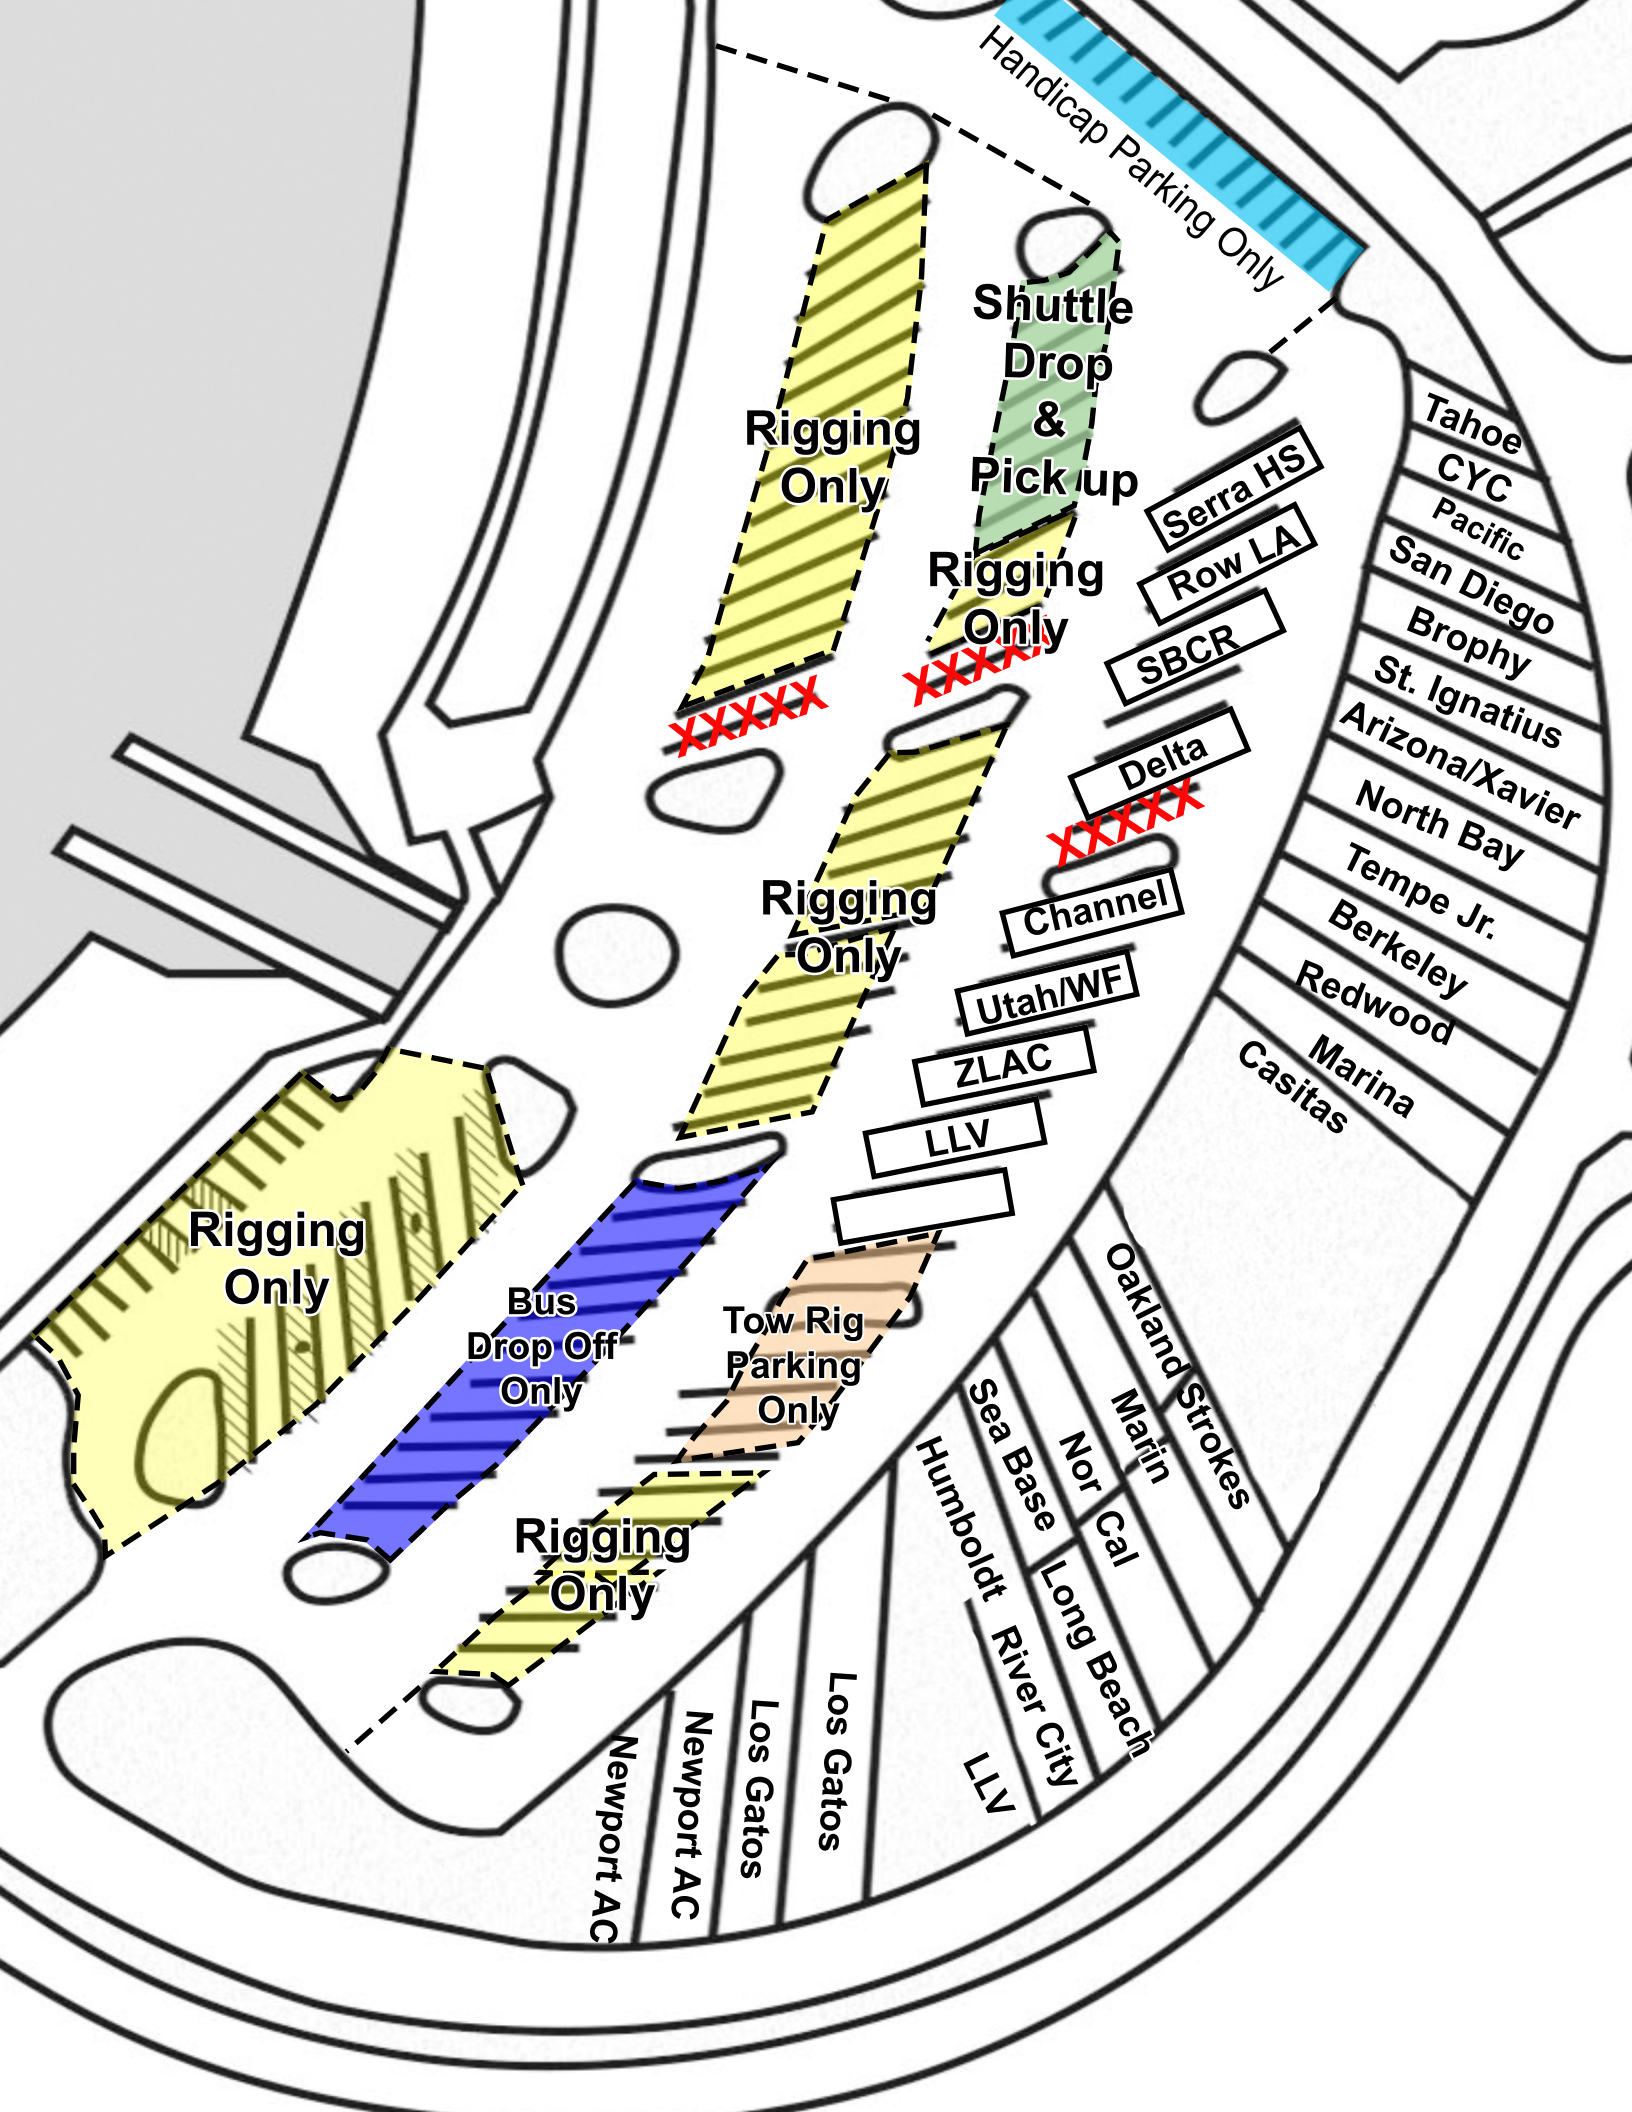 Handicap Parking Only
Shuttle
Drop
&
Pick up
Rigging
Only
Rigging
Only
XXXXX
XXXXX
Serra HS
Row LA
SBCR
Delta
XXXXX
Channel
Utah/WF
ZLAC
LLV
Tahoe
CYC
Pacific
San Diego
Brophy
St. Ignatius
Arizona/Xavier
North Bay
Tempe Jr.
Berkeley
Redwood
Marina
Casitas
Rigging
Only
Rigging
Only
Bus
Drop Off
Only
Tow Rig
Parking
Only
Rigging
Only
Oakland Strokes
Marin
Nor Cal
Sea Base
Long Beach
Humboldt
River City
LLV
Los Gatos
Los Gatos
Newport AC
Newport AC